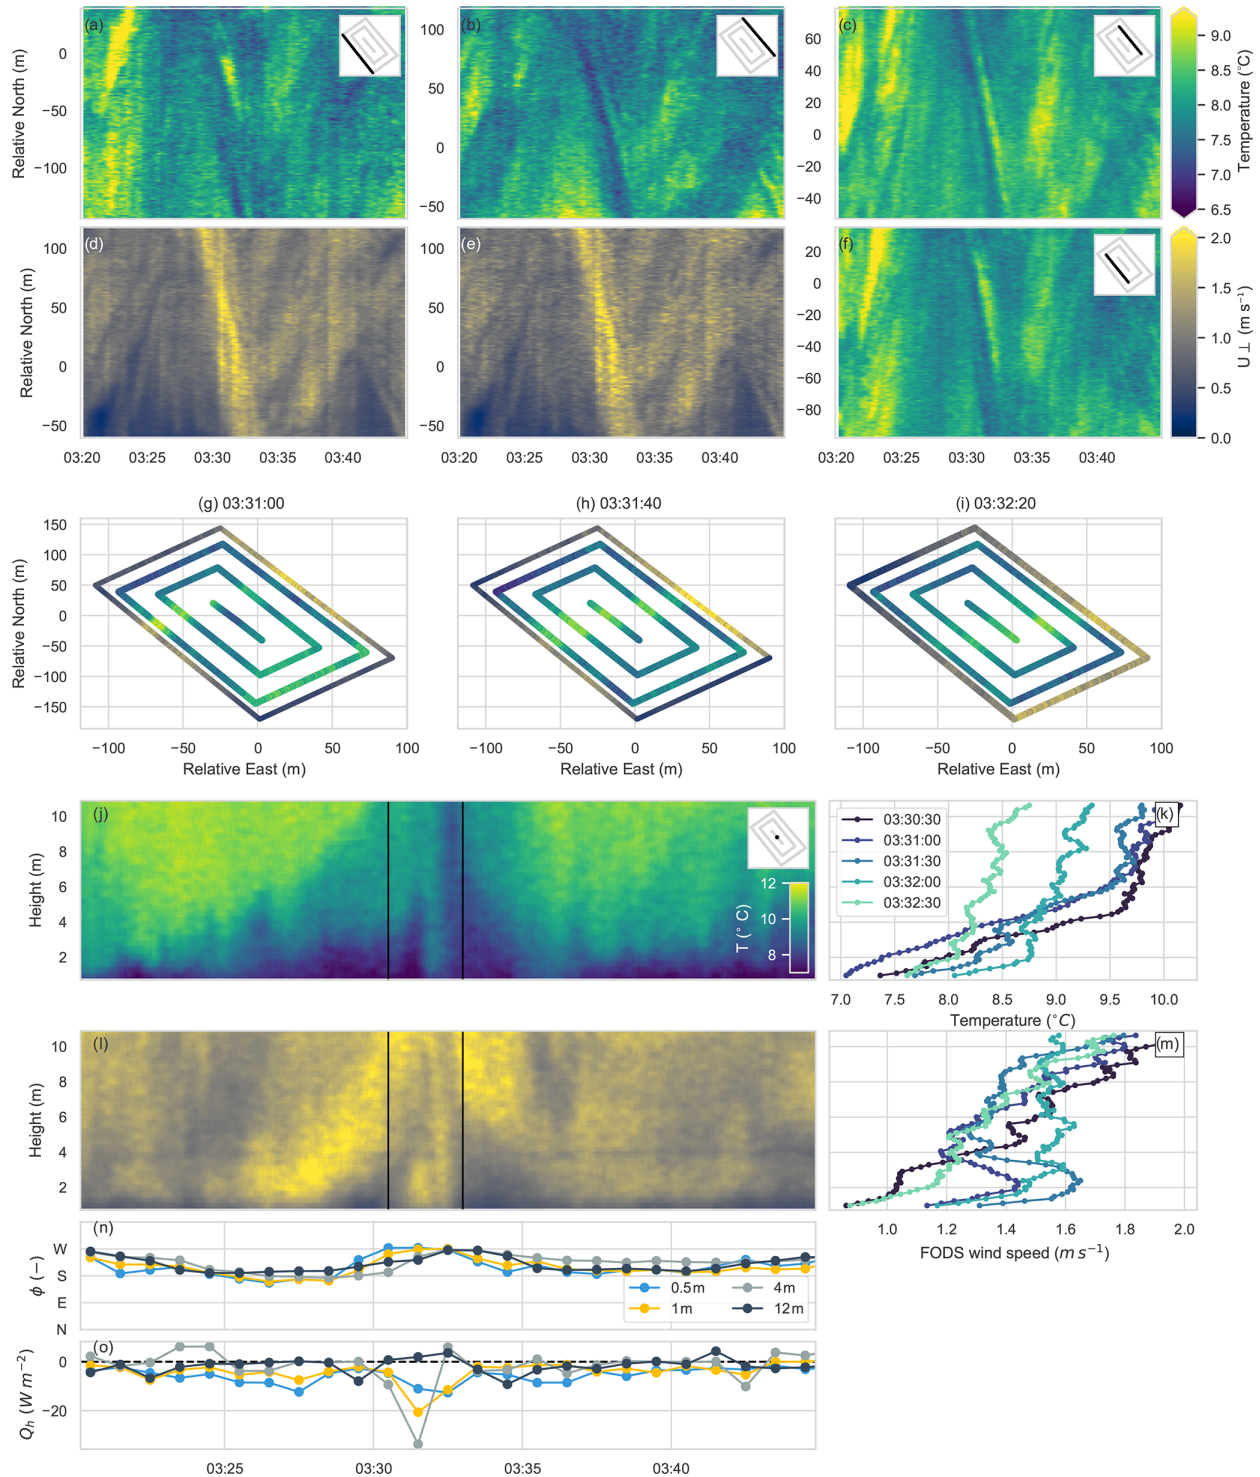 (a)
(b)
(c)
Relative North (m)
0
−50
−100
100
50
0
−50
60
40
20
0
−20
−40
9.0
8.5
8.0
7.5
7.0
6.5
Temperature (°C)
(d)
(e)
(f)
Relative North (m)
100
50
0
−50
100
50
0
−50
20
0
−20
−40
−60
−80
2.0
1.5
1.0
0.5
0.0
U⊥ (m s⁻¹)
03:20 03:25 03:30 03:35 03:40
03:20 03:25 03:30 03:35 03:40
03:20 03:25 03:30 03:35 03:40
(g) 03:31:00
(h) 03:31:40
(i) 03:32:20
Relative North (m)
150
100
50
0
−50
−100
−150
−100 −50 0 50 100
−100 −50 0 50 100
−100 −50 0 50 100
Relative East (m)
Relative East (m)
Relative East (m)
(j)
Height (m)
10
8
6
4
2
12
10
8
T (° C)
(k)
03:30:30
03:31:00
03:31:30
03:32:00
03:32:30
7.0 7.5 8.0 8.5 9.0 9.5 10.0
Temperature (°C)
(l)
Height (m)
10
8
6
4
2
(m)
1.0 1.2 1.4 1.6 1.8 2.0
FODS wind speed (m s⁻¹)
(n)
ϕ (−)
W
S
E
N
0.5m
1m
4m
12m
(o)
Qh (W m⁻²)
0
−20
03:25 03:30 03:35 03:40